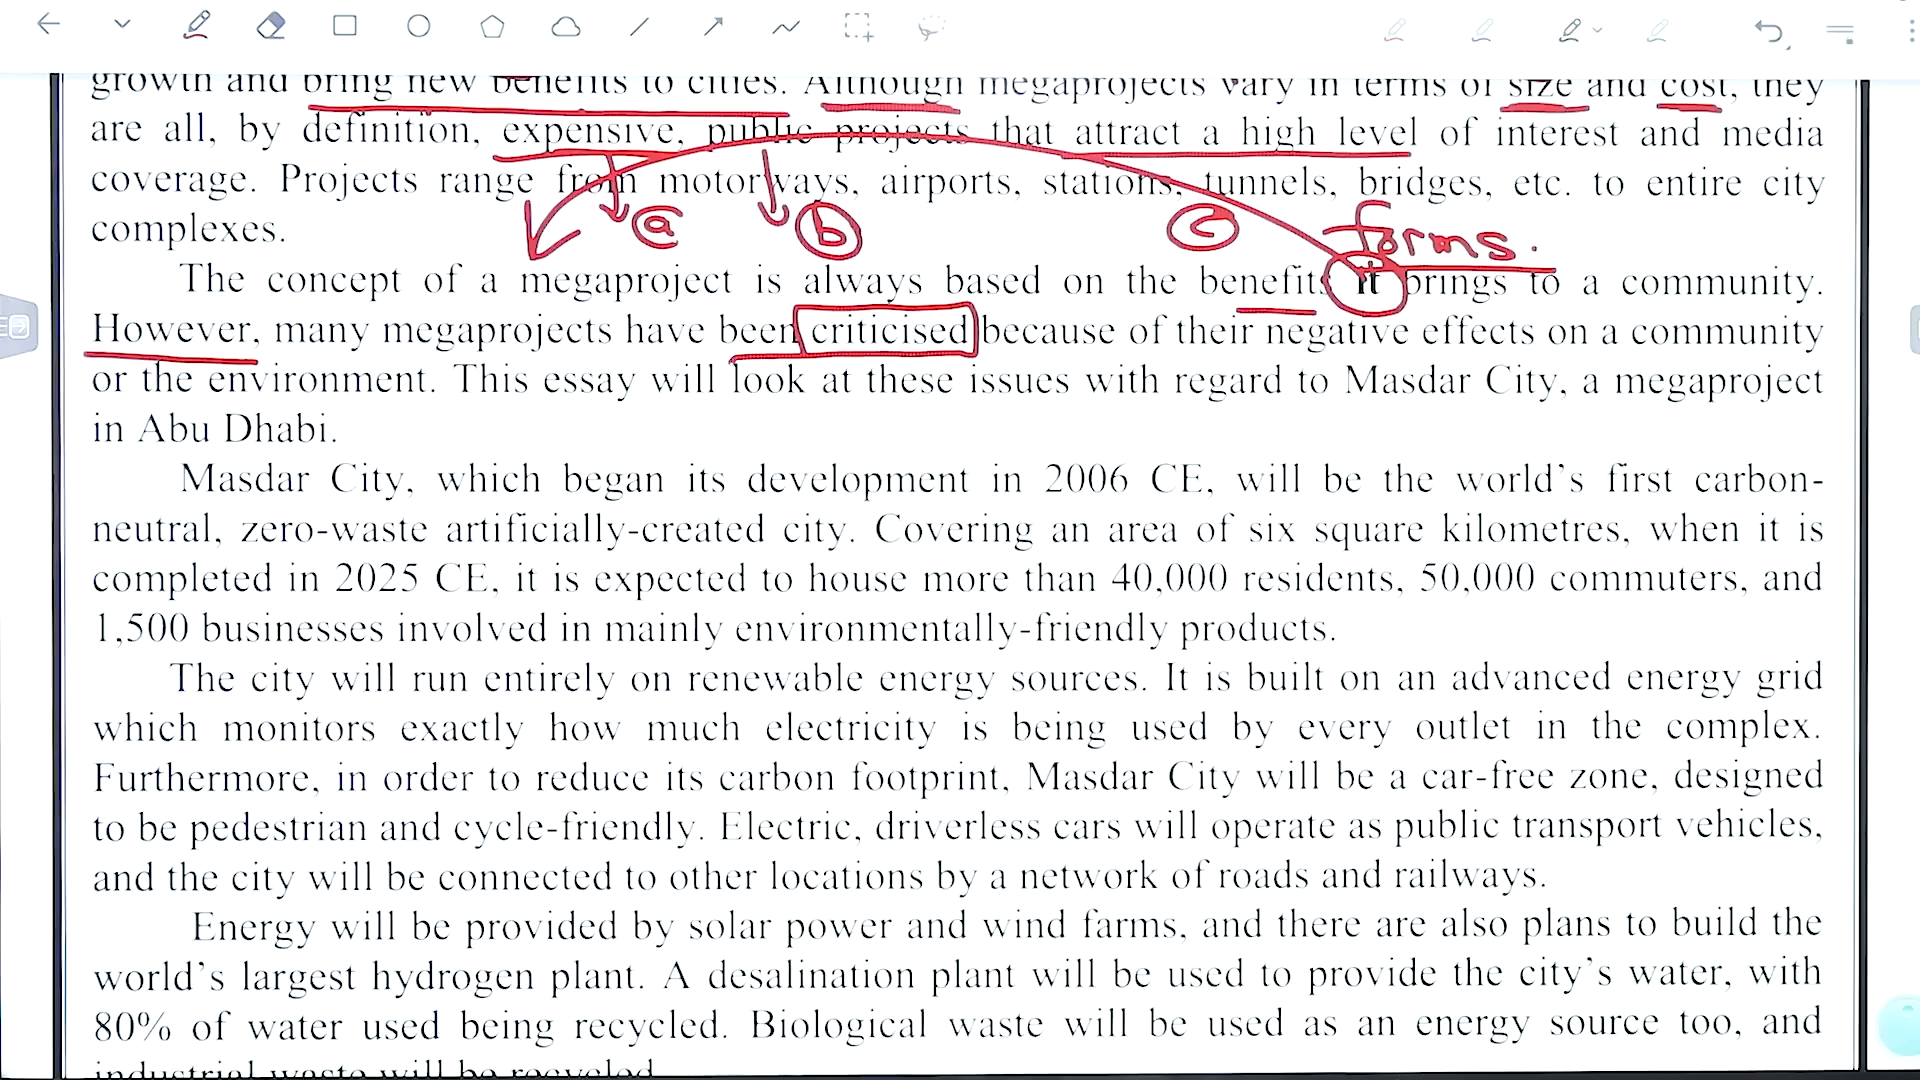 growth and bring new benefits to cities. Although megaprojects vary in terms of size and cost, they
are all, by definition, expensive, public projects that attract a high level of interest and media
coverage. Projects range from motorways, airports, stations, tunnels, bridges, etc. to entire city
complexes.
a b c forms.
The concept of a megaproject is always based on the benefits it brings to a community.
However, many megaprojects have been criticised because of their negative effects on a community
or the environment. This essay will look at these issues with regard to Masdar City, a megaproject
in Abu Dhabi.
Masdar City, which began its development in 2006 CE, will be the world's first carbon-
neutral, zero-waste artificially-created city. Covering an area of six square kilometres, when it is
completed in 2025 CE, it is expected to house more than 40,000 residents, 50,000 commuters, and
1,500 businesses involved in mainly environmentally-friendly products.
The city will run entirely on renewable energy sources. It is built on an advanced energy grid
which monitors exactly how much electricity is being used by every outlet in the complex.
Furthermore, in order to reduce its carbon footprint, Masdar City will be a car-free zone, designed
to be pedestrian and cycle-friendly. Electric, driverless cars will operate as public transport vehicles,
and the city will be connected to other locations by a network of roads and railways.
Energy will be provided by solar power and wind farms, and there are also plans to build the
world's largest hydrogen plant. A desalination plant will be used to provide the city's water, with
80% of water used being recycled. Biological waste will be used as an energy source too, and
industrial waste will be recycled.